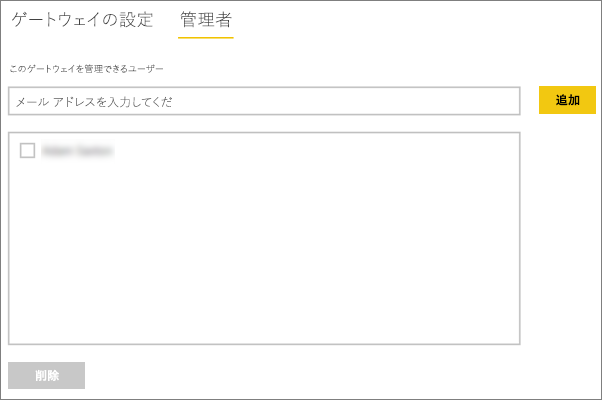 ゲートウェイの設定 管理者
このゲートウェイを管理できるユーザー
メール アドレスを入力してくだ
追加
削除